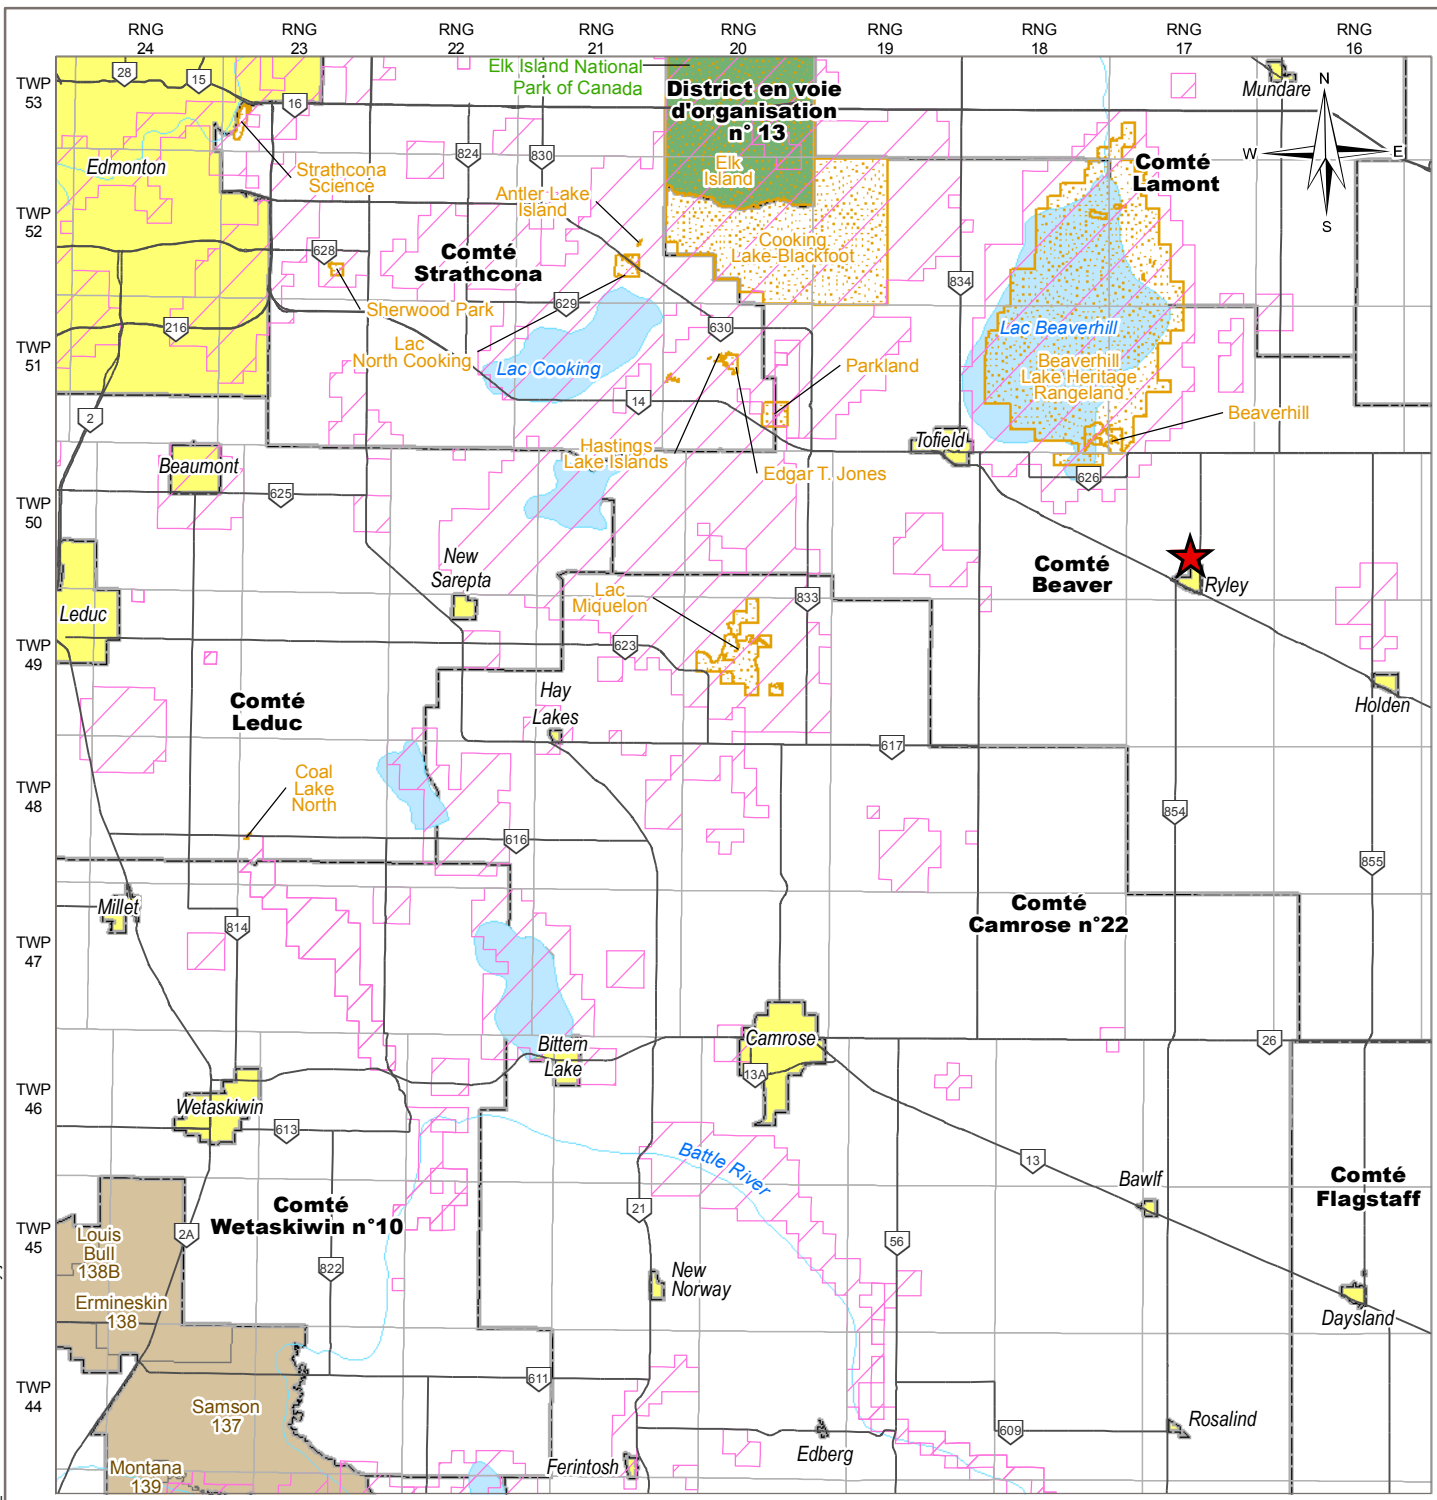 RNG
24
RNG
23
RNG
22
RNG
21
RNG
20
RNG
19
RNG
18
RNG
17
RNG
16
TWP
53
TWP
52
TWP
51
TWP
50
TWP
49
TWP
48
TWP
47
TWP
46
TWP
45
TWP
44
28
15
16
Elk Island National
Park of Canada
District en voie
d'organisation
n° 13
Mundare
N
W
E
S
Edmonton
Strathcona
Science
824
830
Elk
Island
Comté
Lamont
Antler Lake
Island
Comté
Strathcona
Cooking
Lake-Blackfoot
628
834
629
Sherwood Park
216
630
Lac Beaverhill
Lac
North Cooking
Lac Cooking
Parkland
Beaverhill
Lake Heritage
Rangeland
2
14
Beaverhill
Beaumont
Hastings
Lake Islands
Tofield
Edgar T. Jones
626
625
New
Sarepta
Comté
Beaver
Ryley
Leduc
Lac
Miquelon
833
623
Comté
Leduc
Hay
Lakes
Holden
617
Coal
Lake
North
854
616
855
Millet
814
Comté
Camrose n°22
Bittern
Lake
Camrose
26
13A
Wetaskiwin
613
Battle River
13
Bawlf
Comté
Flagstaff
Comté
Wetaskiwin n°10
21
2A
Louis
Bull
138B
56
822
New
Norway
Ermineskin
138
Daysland
611
Samson
137
Rosalind
609
Edberg
Ferintosh
Montana
139